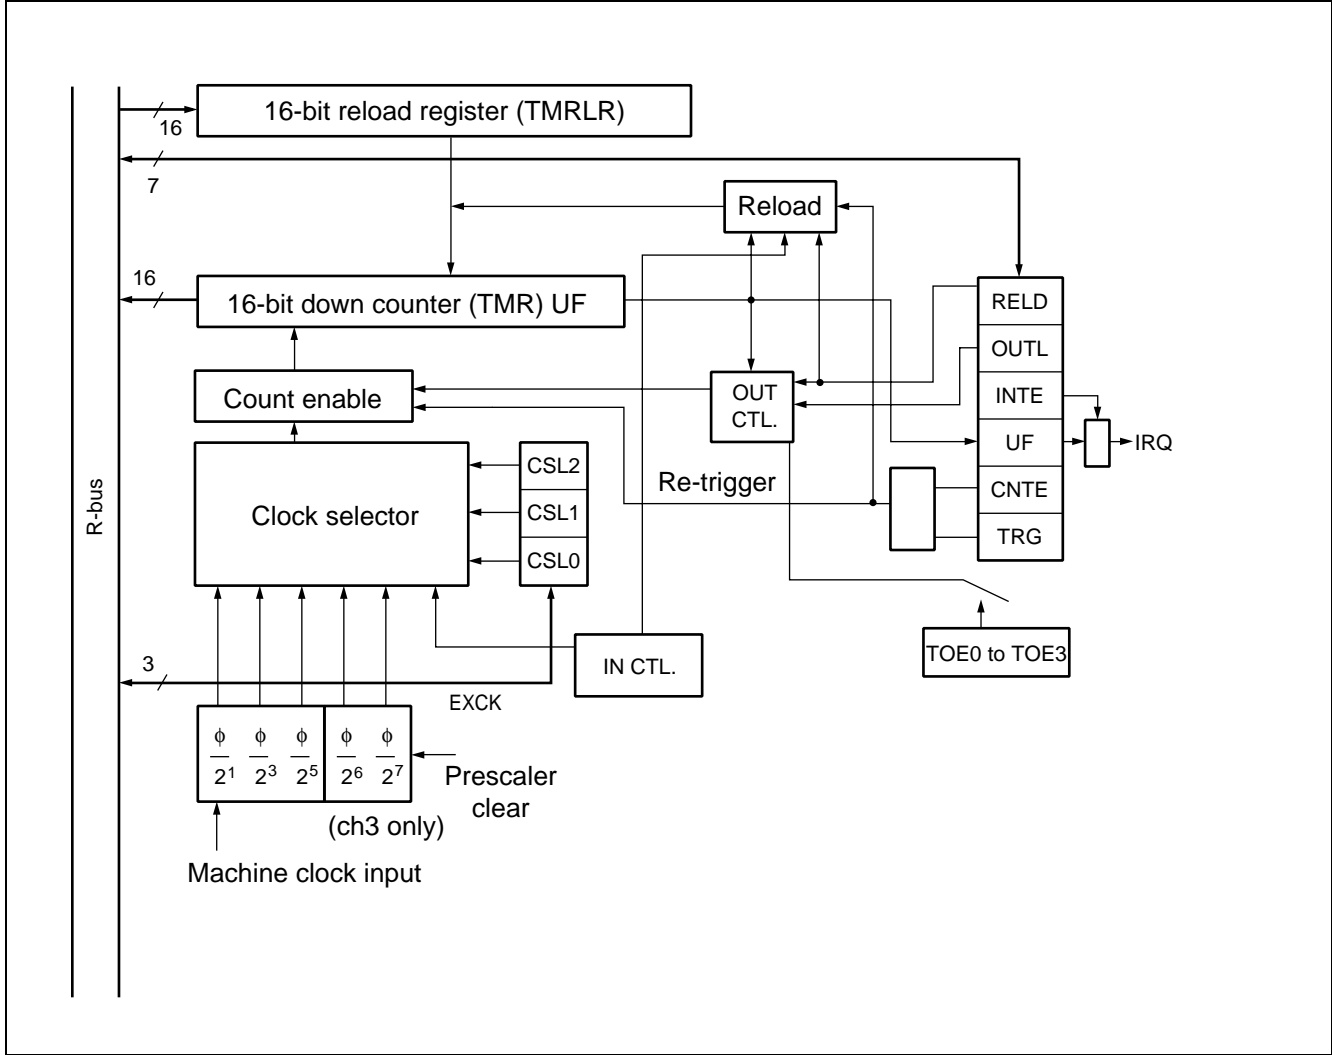 16-bit reload register (TMRLR)
16
7
Reload
16
16-bit down counter (TMR) UF
RELD
OUTL
INTE
UF
CNTE
TRG
IRQ
Count enable
OUT
CTL.
Re-trigger
Clock selector
CSL2
CSL1
CSL0
R-bus
3
IN CTL.
TOE0 to TOE3
EXCK
ϕ ϕ ϕ ϕ ϕ
2¹ 2³ 2⁵ 2⁶ 2⁷
Prescaler
clear
(ch3 only)
Machine clock input